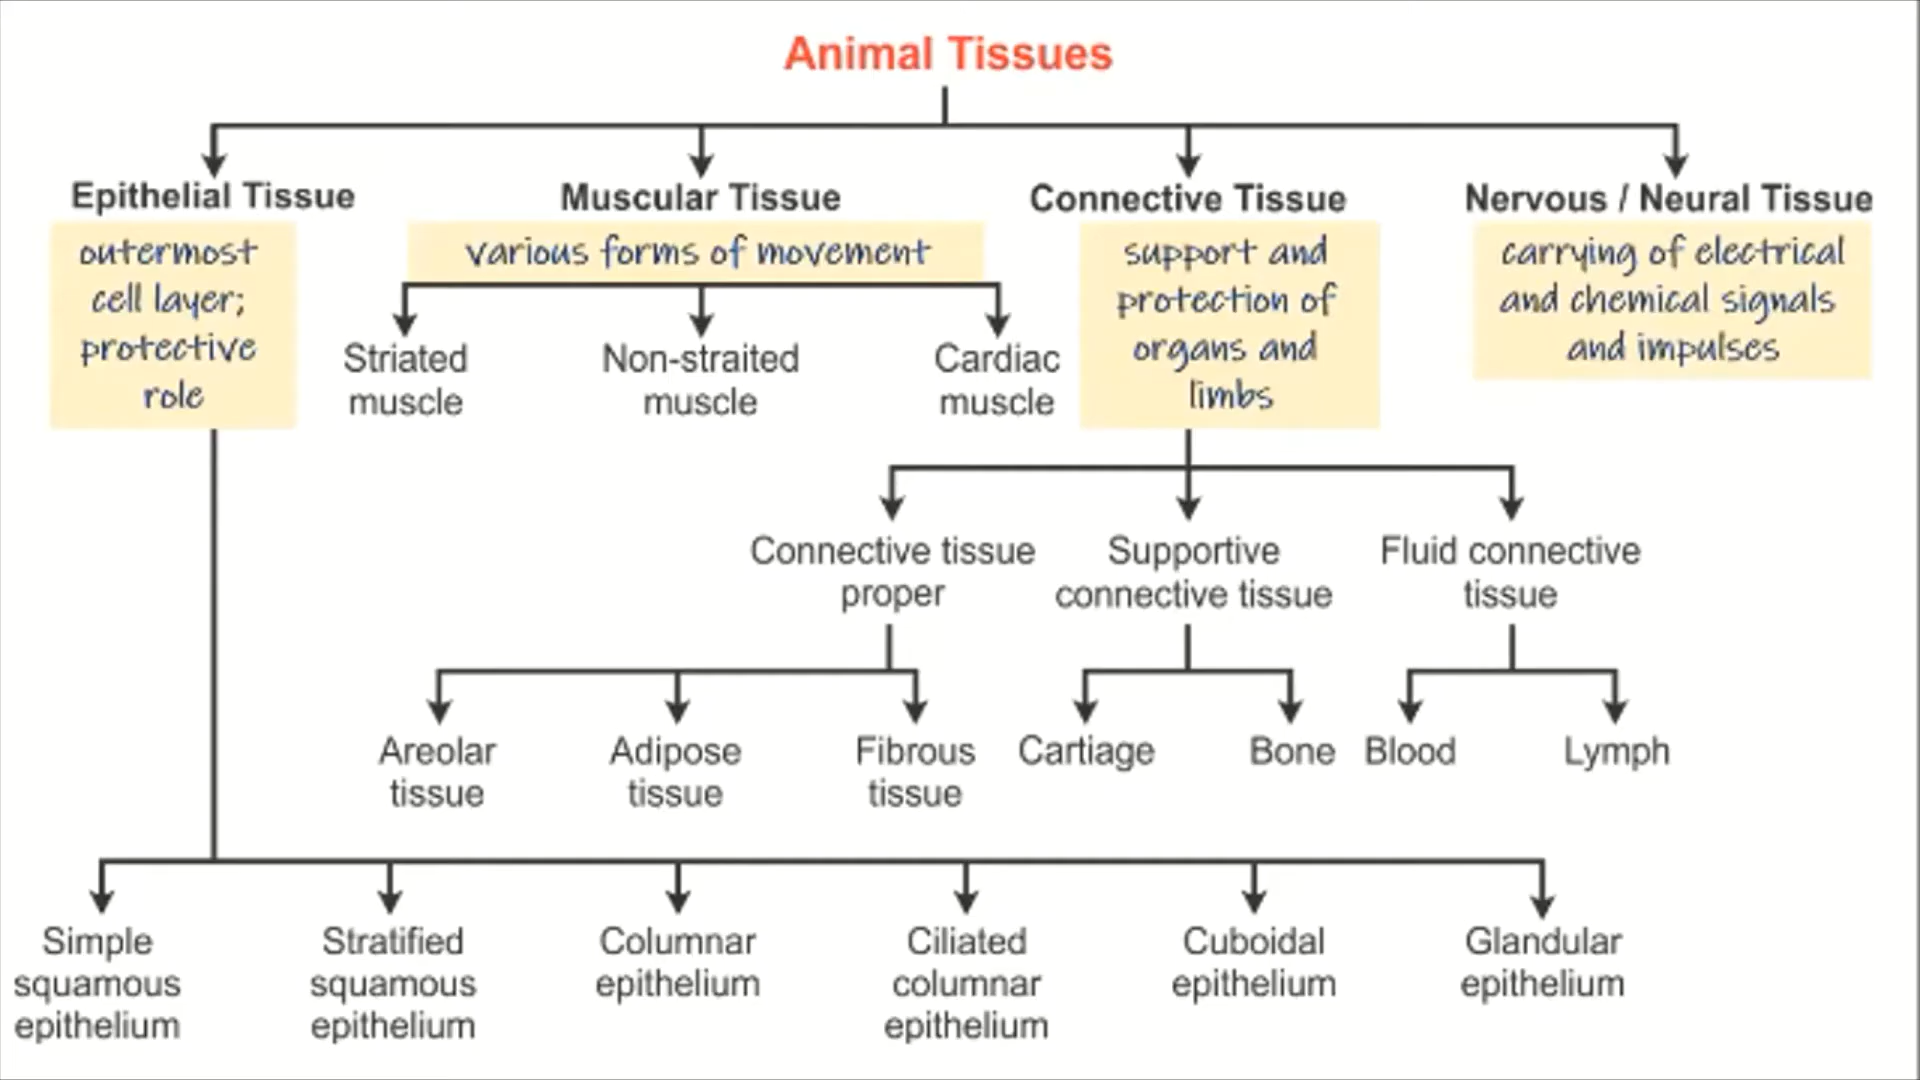 Animal Tissues
Epithelial Tissue
outermost
cell layer;
protective
role
Muscular Tissue
various forms of movement
Striated
muscle
Non-straited
muscle
Cardiac
muscle
Connective Tissue
support and
protection of
organs and
limbs
Nervous / Neural Tissue
carrying of electrical
and chemical signals
and impulses
Connective tissue
proper
Supportive
connective tissue
Fluid connective
tissue
Areolar
tissue
Adipose
tissue
Fibrous
tissue
Cartiage
Bone
Blood
Lymph
Simple
squamous
epithelium
Stratified
squamous
epithelium
Columnar
epithelium
Ciliated
columnar
epithelium
Cuboidal
epithelium
Glandular
epithelium